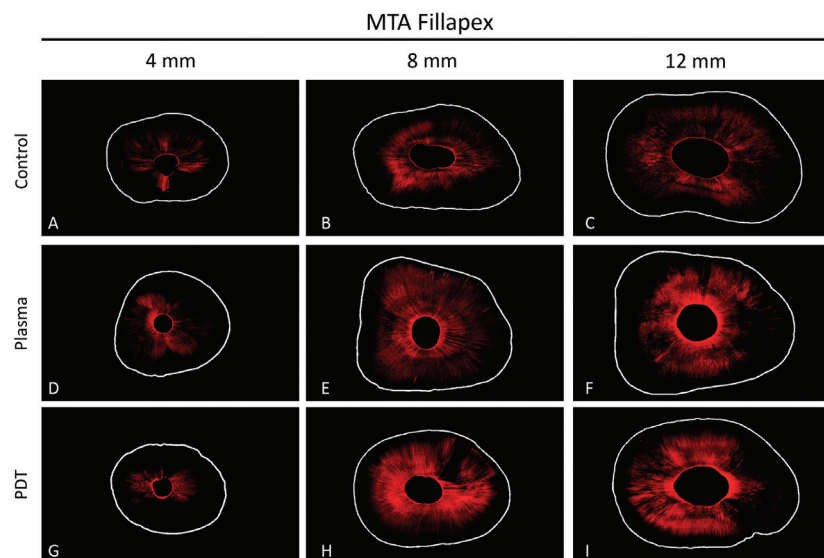 MTA Fillapex
4 mm 8 mm 12 mm
Control
A B C
Plasma
D E F
PDT
G H I